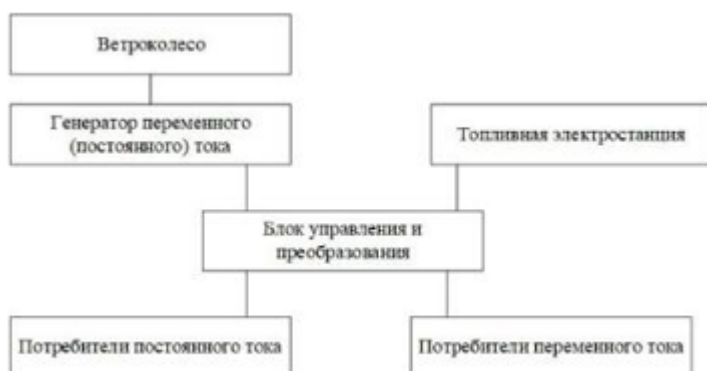 Ветроколесо
Генератор переменного
(постоянного) тока
Топливная электростанция
Блок управления и
преобразования
Потребители постоянного тока
Потребители переменного тока